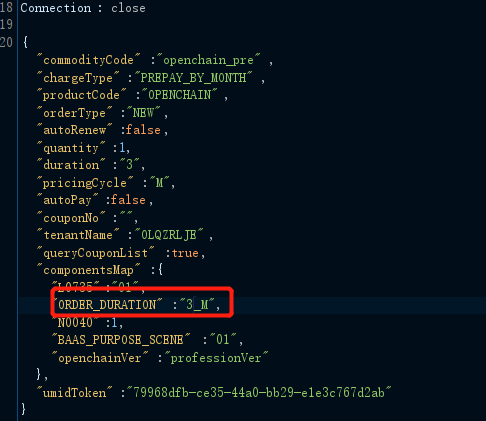 18 Connection : close
19
20 {
"commodityCode" :"openchain_pre" ,
"chargeType" :"PREPAY_BY_MONTH" ,
"productCode" :"OPENCHAIN" ,
"orderType" :"NEW",
"autoRenew" :false,
"quantity" :1,
"duration" :"3",
"pricingCycle" :"M",
"autoPay" :false,
"couponNo" :"",
"tenantName" :"OLQZRLJE" ,
"queryCouponList" :true,
"componentsMap" :{
"L0735" :"01",
"ORDER_DURATION" :"3_M",
"N0040" :1,
"BAAS_PURPOSE_SCENE" :"01",
"openchainVer" :"professionVer"
},
"umidToken" :"79968dfb-ce35-44a0-bb29-e1e3c767d2ab"
}